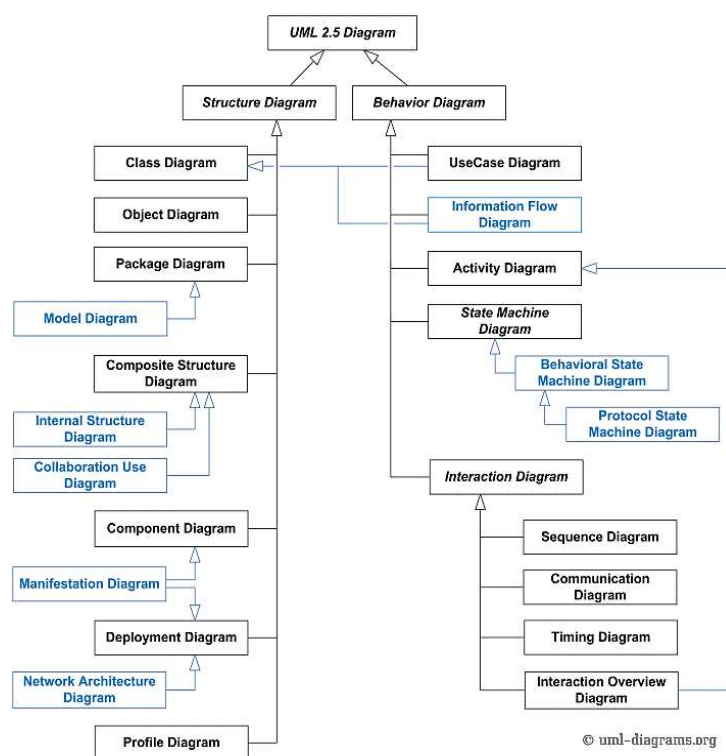 UML 2.5 Diagram
Structure Diagram
Behavior Diagram
Class Diagram
UseCase Diagram
Object Diagram
Information Flow
Diagram
Package Diagram
Activity Diagram
Model Diagram
State Machine
Diagram
Composite Structure
Diagram
Behavioral State
Machine Diagram
Internal Structure
Diagram
Protocol State
Machine Diagram
Collaboration Use
Diagram
Interaction Diagram
Component Diagram
Sequence Diagram
Manifestation Diagram
Communication
Diagram
Deployment Diagram
Timing Diagram
Network Architecture
Diagram
Interaction Overview
Diagram
Profile Diagram
© uml-diagrams.org